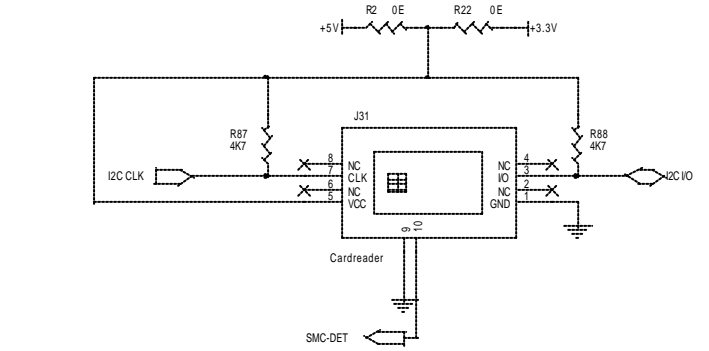 R2 0E R22 0E
+5V +3.3V
J31
R87
4K7
R88
4K7
8 NC NC 4
I2C CLK 7 CLK I/O 3 I2C I/O
6 NC NC 2
5 VCC GND 1
9 10
Cardreader
SMC-DET